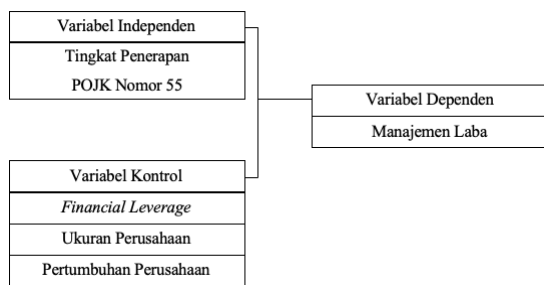 Variabel Independen
Tingkat Penerapan
POJK Nomor 55
Variabel Dependen
Manajemen Laba
Variabel Kontrol
Financial Leverage
Ukuran Perusahaan
Pertumbuhan Perusahaan